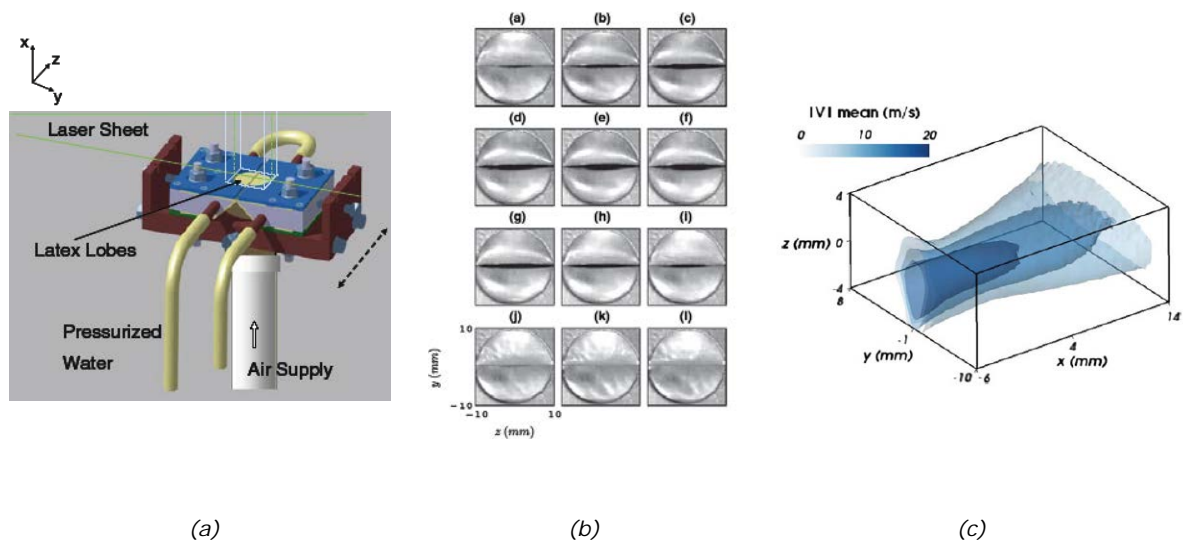 x
z
y
Laser Sheet
Latex Lobes
Pressurized
Water
Air Supply
(a)
(a) (b) (c)
(d) (e) (f)
(g) (h) (i)
(j) (k) (l)
10
y (mm)
-10
-10 10
z (mm)
(b)
|V| mean (m/s)
0 10 20
4
z (mm) 0
-4
8
-1
y (mm)
-10 -6
4
x (mm)
14
(c)